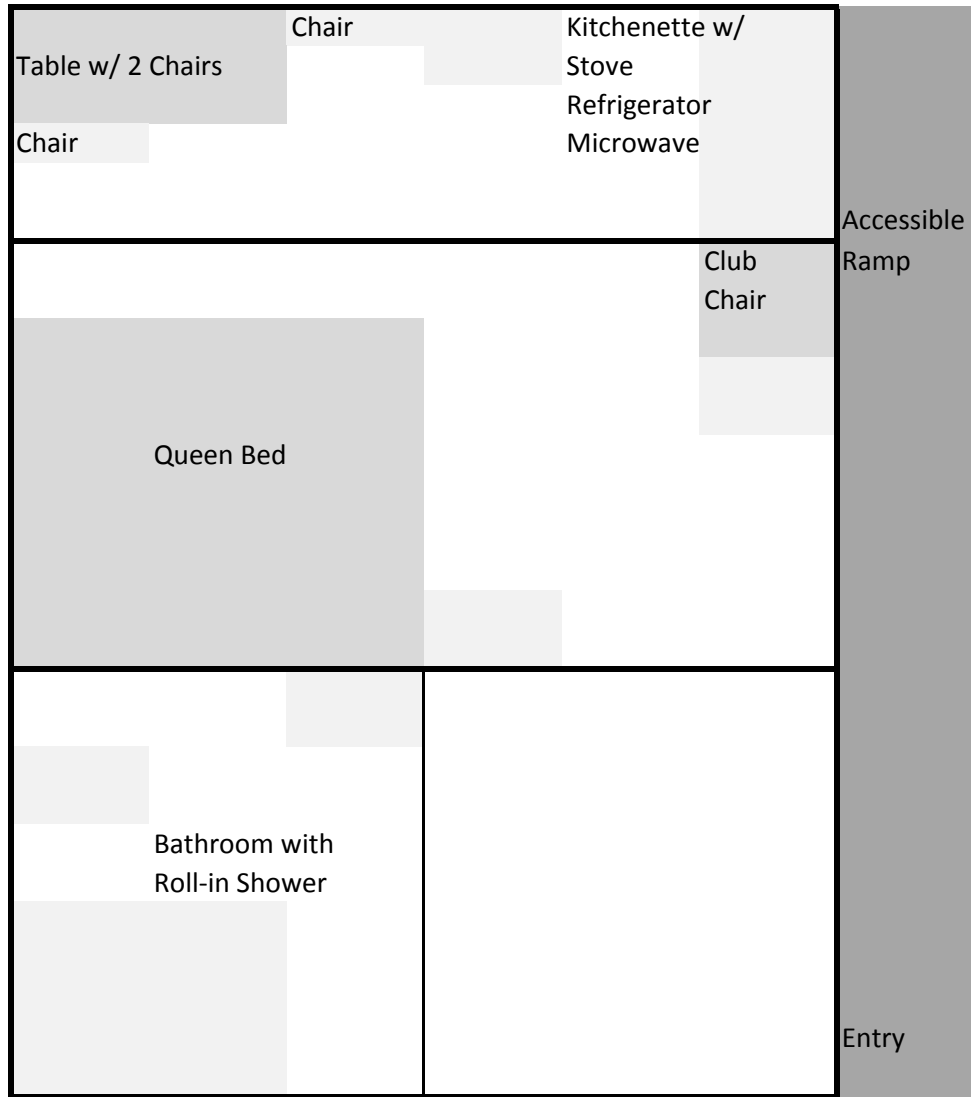 Chair
Kitchenette w/
Table w/ 2 Chairs
Stove
Refrigerator
Chair
Microwave
Accessible
Ramp
Club
Chair
Queen Bed
Bathroom with
Roll-in Shower
Entry